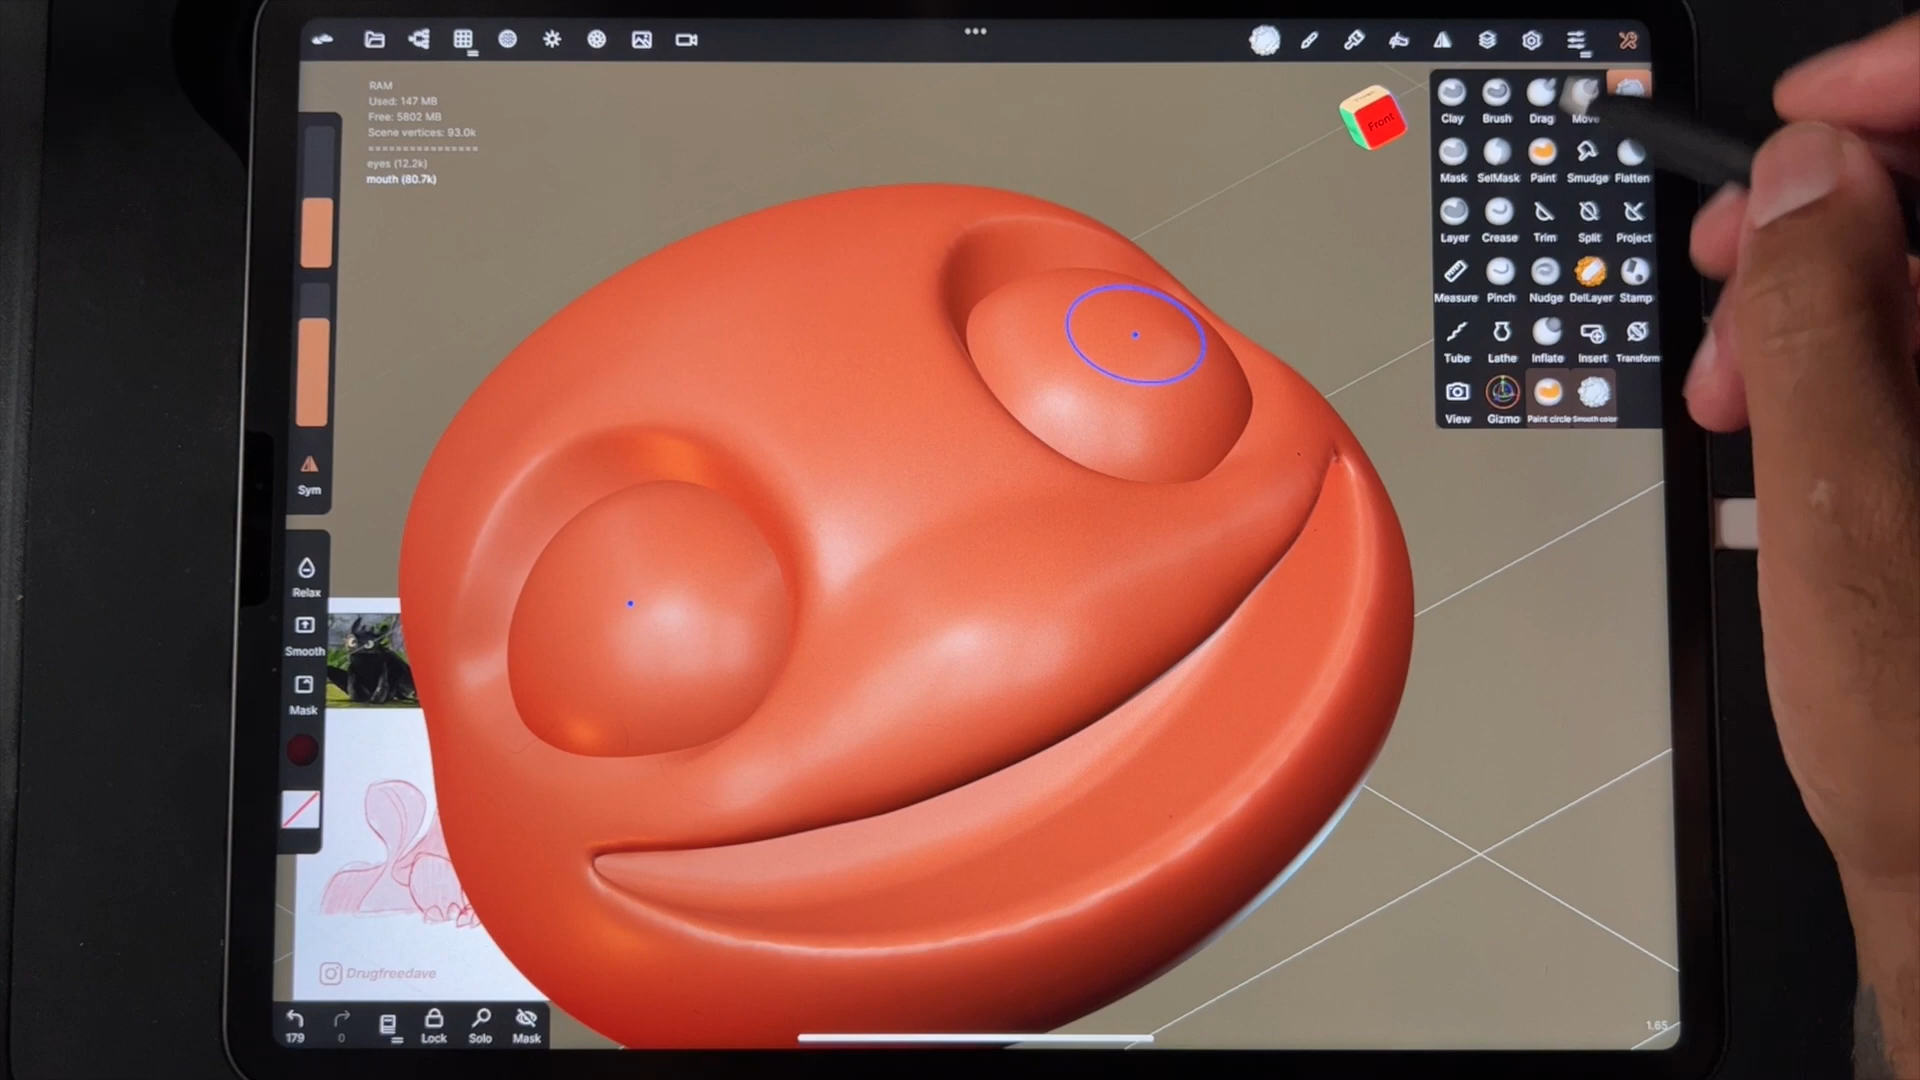 RAM
Used: 147 MB
Free: 5802 MB
Scene vertices: 93.0k
================
eyes (12.2k)
mouth (80.7k)
Front
Clay Brush Drag Move
Mask SelMask Paint Smudge Flatten
Layer Crease Trim Split Project
Measure Pinch Nudge DelLayer Stamp
Tube Lathe Inflate Insert Transform
View Gizmo Paint circle Smooth color
Sym
Relax
Smooth
Mask
Drugfreedave
179 0 Lock Solo Mask
1.65